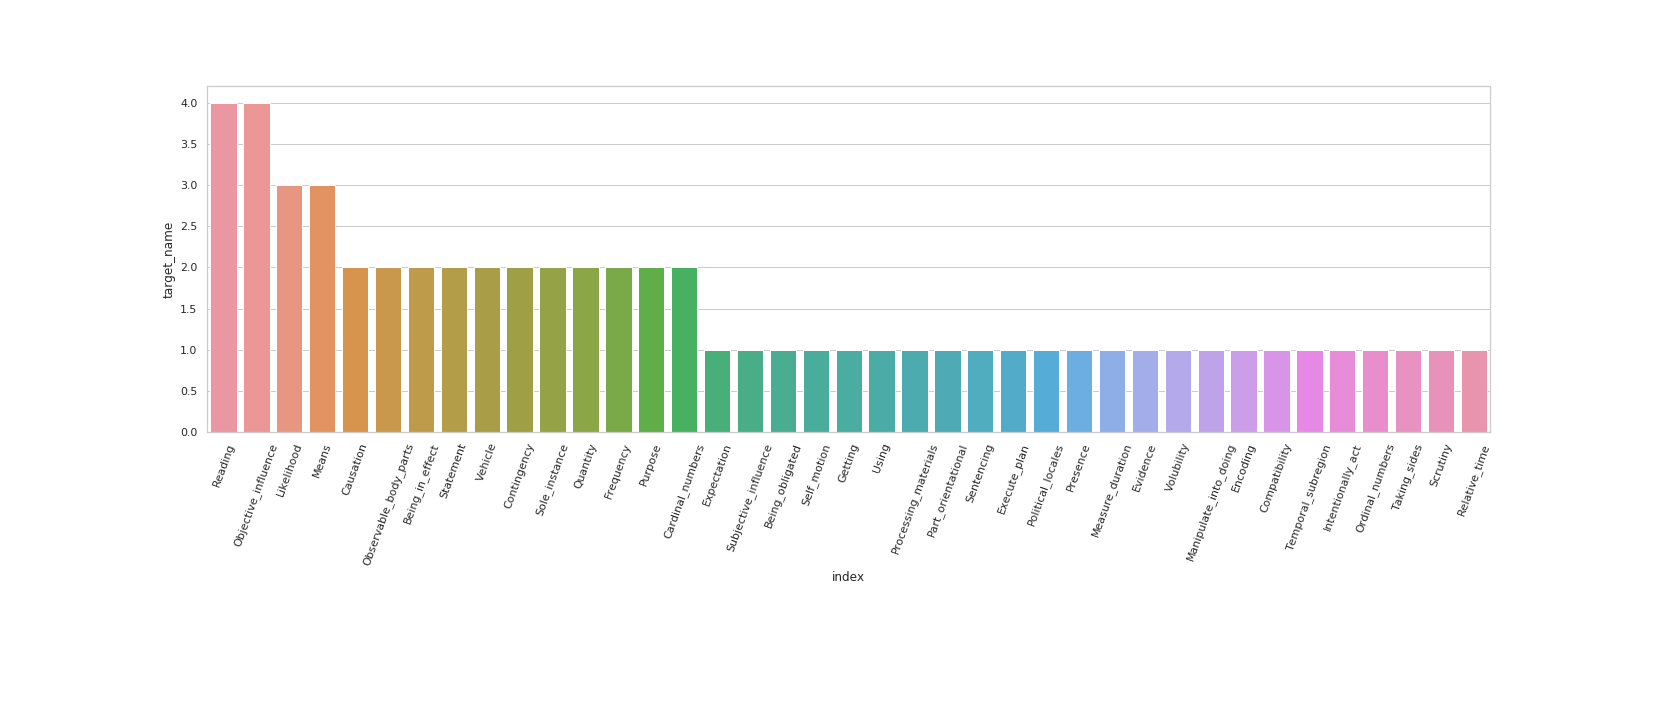 4.0
3.5
3.0
2.5
2.0
1.5
1.0
0.5
0.0
target_name
Reading
Objective_influence
Likelihood
Means
Causation
Observable_body_parts
Being_in_effect
Statement
Vehicle
Contingency
Sole_instance
Quantity
Frequency
Purpose
Cardinal_numbers
Expectation
Subjective_influence
Being_obligated
Self_motion
Getting
Using
Processing_materials
Part_orientational
Sentencing
Execute_plan
Political_locales
Presence
Measure_duration
Evidence
Volubility
Manipulate_into_doing
Encoding
Compatibility
Temporal_subregion
Intentionally_act
Ordinal_numbers
Taking_sides
Scrutiny
Relative_time
index